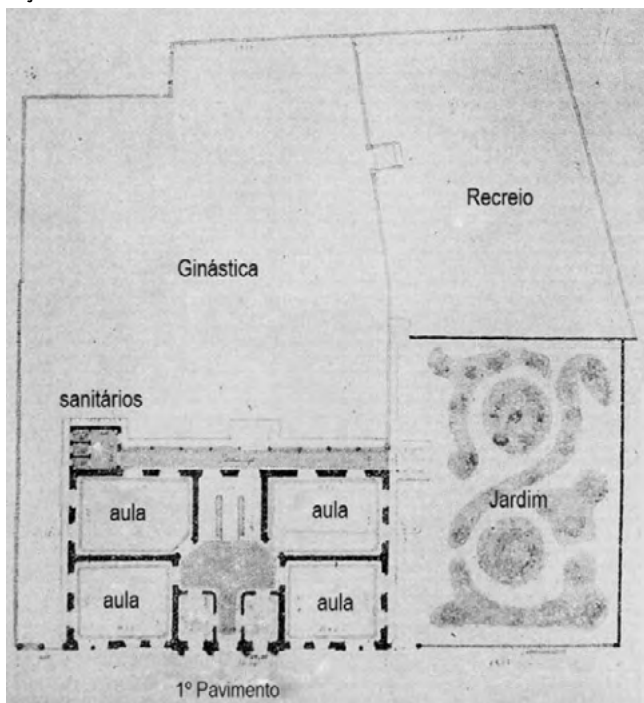 Recreio
Ginástica
sanitários
aula
aula
Jardim
aula
aula
1º Pavimento